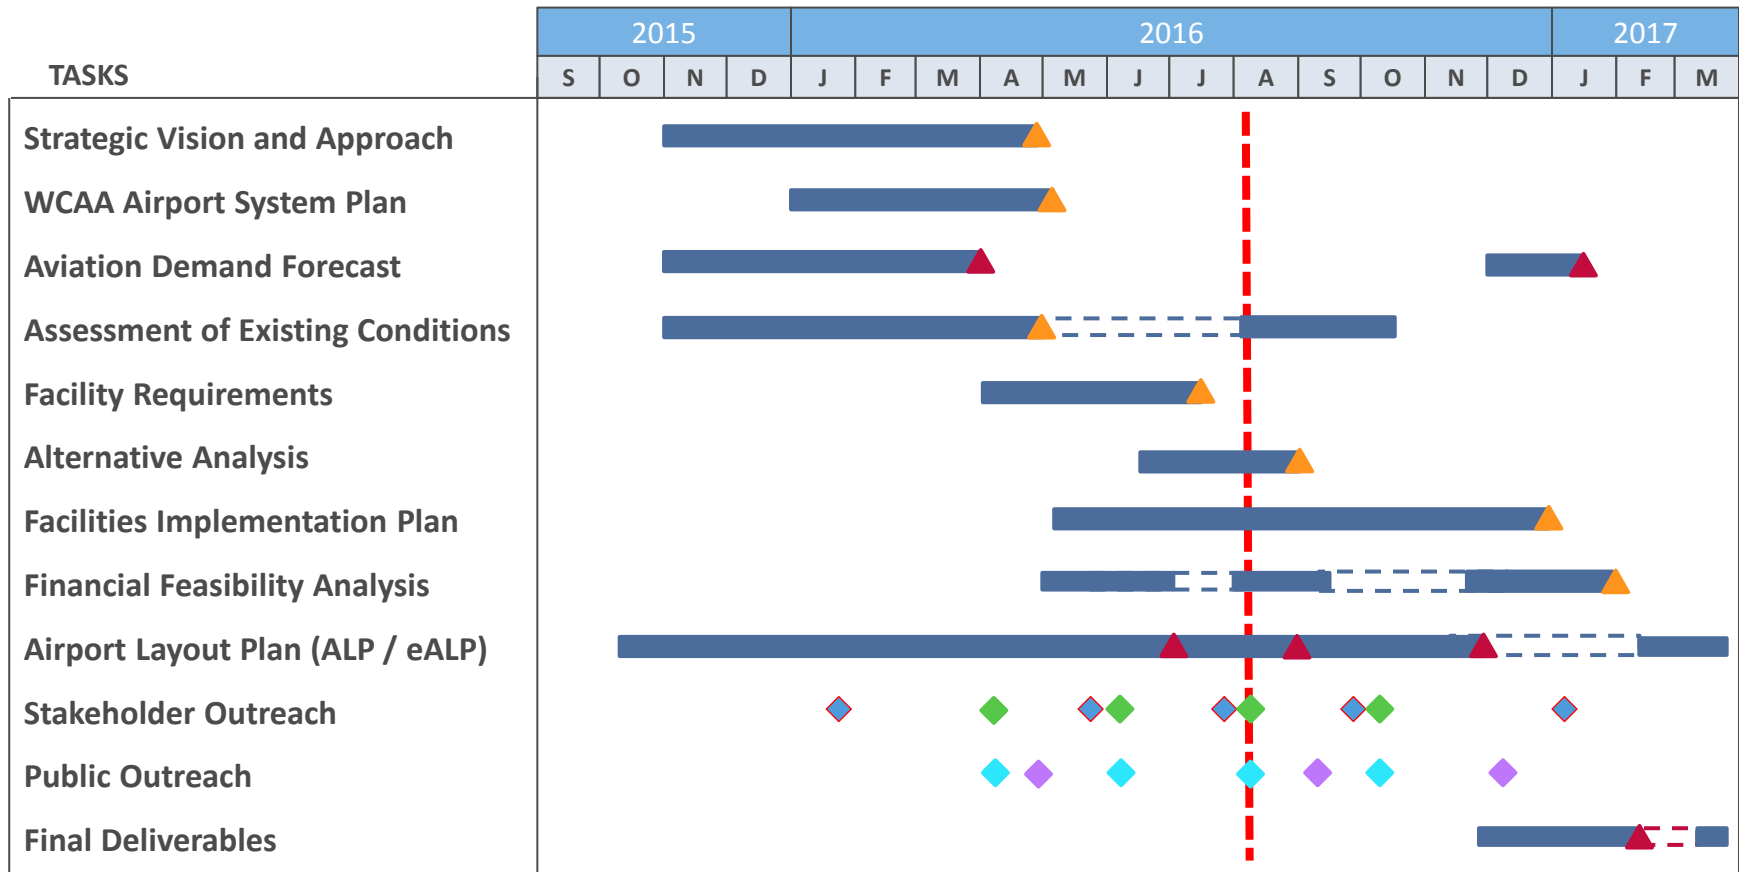 2015 2016 2017
TASKS S O N D J F M A M J J A S O N D J F M
Strategic Vision and Approach
WCAA Airport System Plan
Aviation Demand Forecast
Assessment of Existing Conditions
Facility Requirements
Alternative Analysis
Facilities Implementation Plan
Financial Feasibility Analysis
Airport Layout Plan (ALP / eALP)
Stakeholder Outreach
Public Outreach
Final Deliverables